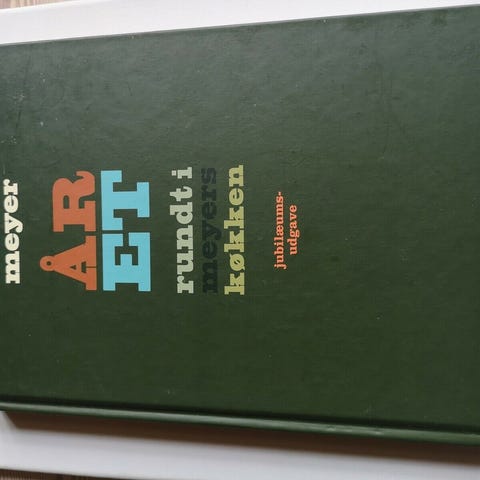 meyer
ÅR
ET
rundt i
meyers
køkken
jubilæums-
udgave